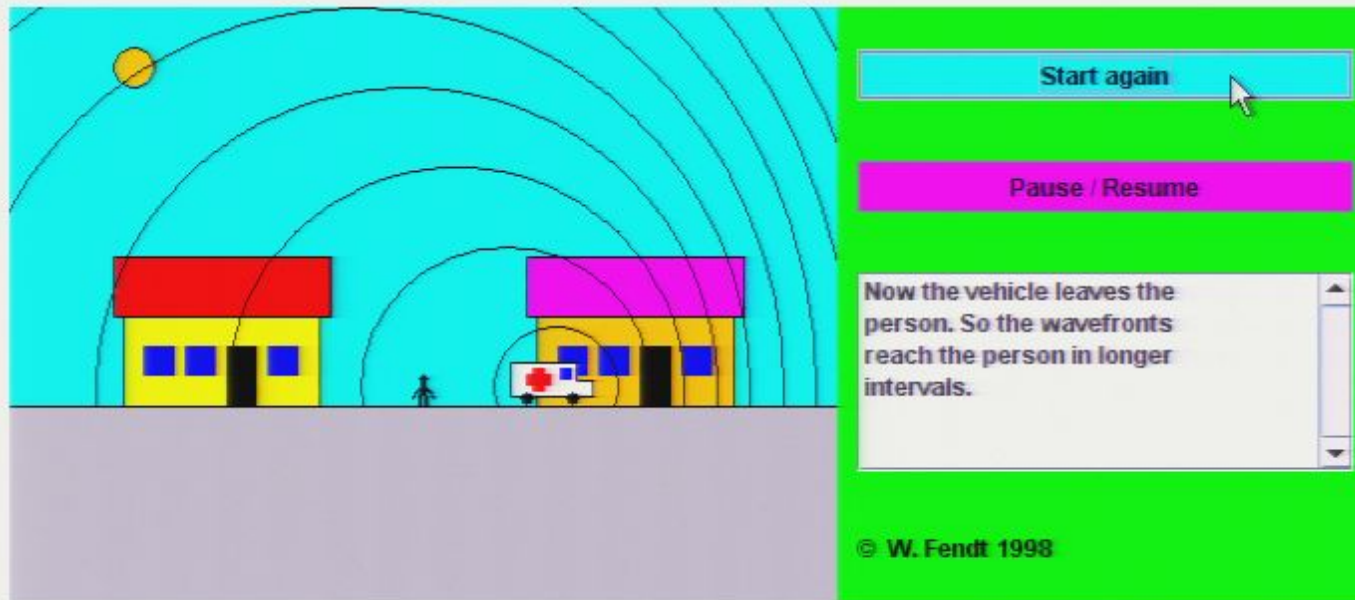 Start again
Pause / Resume
Now the vehicle leaves the
person. So the wavefronts
reach the person in longer
intervals.
© W. Fendt 1998